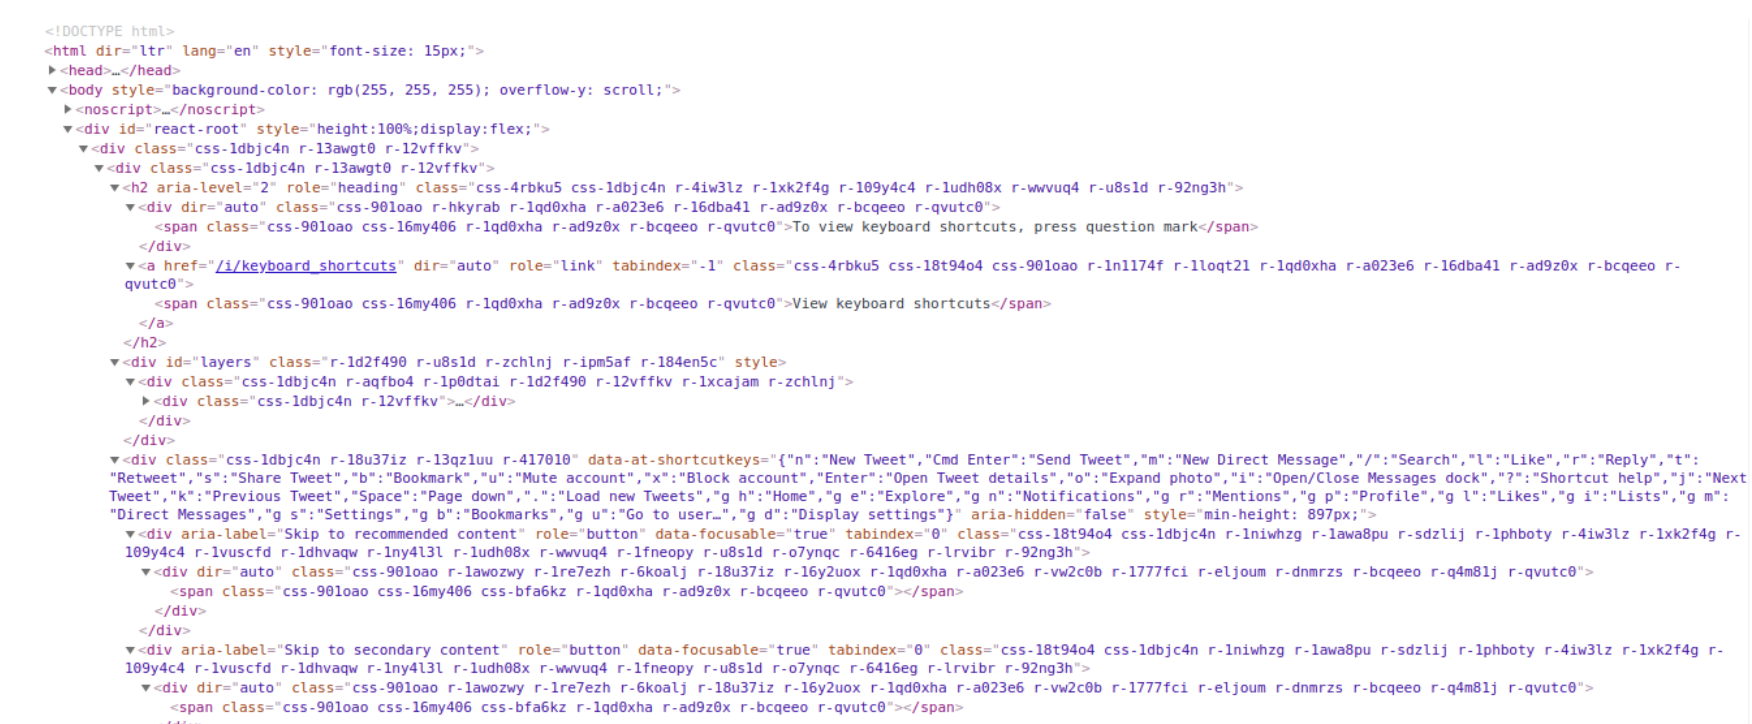 <!DOCTYPE html>
<html dir="ltr" lang="en" style="font-size: 15px;">
<head>…</head>
<body style="background-color: rgb(255, 255, 255); overflow-y: scroll;">
<noscript>…</noscript>
<div id="react-root" style="height:100%;display:flex;">
<div class="css-1dbjc4n r-13awgt0 r-12vffkv">
<div class="css-1dbjc4n r-13awgt0 r-12vffkv">
<h2 aria-level="2" role="heading" class="css-4rbku5 css-1dbjc4n r-4iw3lz r-1xk2f4g r-109y4c4 r-1udh08x r-wwvuq4 r-u8s1d r-92ng3h">
<div dir="auto" class="css-901oao r-hkyrab r-1qd0xha r-a023e6 r-16dba41 r-ad9z0x r-bcqeeo r-qvutc0">
<span class="css-901oao css-16my406 r-1qd0xha r-ad9z0x r-bcqeeo r-qvutc0">To view keyboard shortcuts, press question mark</span>
</div>
<a href="/i/keyboard_shortcuts" dir="auto" role="link" tabindex="-1" class="css-4rbku5 css-18t94o4 css-901oao r-1n1174f r-1loqt21 r-1qd0xha r-a023e6 r-16dba41 r-ad9z0x r-bcqeeo r-
qvutc0">
<span class="css-901oao css-16my406 r-1qd0xha r-ad9z0x r-bcqeeo r-qvutc0">View keyboard shortcuts</span>
</a>
</h2>
<div id="layers" class="r-1d2f490 r-u8s1d r-zchlnj r-ipm5af r-184en5c" style>
<div class="css-1dbjc4n r-aqfbo4 r-1p0dtai r-1d2f490 r-12vffkv r-1xcajam r-zchlnj">
<div class="css-1dbjc4n r-12vffkv">…</div>
</div>
</div>
<div class="css-1dbjc4n r-18u37iz r-13qz1uu r-417010" data-at-shortcutkeys="{"n":"New Tweet","Cmd Enter":"Send Tweet","m":"New Direct Message","/":"Search","l":"Like","r":"Reply","t":
"Retweet","s":"Share Tweet","b":"Bookmark","u":"Mute account","x":"Block account","Enter":"Open Tweet details","o":"Expand photo","i":"Open/Close Messages dock","?":"Shortcut help","j":"Next
Tweet","k":"Previous Tweet","Space":"Page down",".":"Load new Tweets","g h":"Home","g e":"Explore","g n":"Notifications","g r":"Mentions","g p":"Profile","g l":"Likes","g i":"Lists","g m":
"Direct Messages","g s":"Settings","g b":"Bookmarks","g u":"Go to user…","g d":"Display settings"}" aria-hidden="false" style="min-height: 897px;">
<div aria-label="Skip to recommended content" role="button" data-focusable="true" tabindex="0" class="css-18t94o4 css-1dbjc4n r-1niwhzg r-1awa8pu r-sdzlij r-1phboty r-4iw3lz r-1xk2f4g r-
109y4c4 r-1vuscfd r-1dhvaqw r-1ny4l3l r-1udh08x r-wwvuq4 r-1fneopy r-u8s1d r-o7ynqc r-6416eg r-lrvibr r-92ng3h">
<div dir="auto" class="css-901oao r-1awozwy r-1re7ezh r-6koalj r-18u37iz r-16y2uox r-1qd0xha r-a023e6 r-vw2c0b r-1777fci r-eljoum r-dnmrzs r-bcqeeo r-q4m81j r-qvutc0">
<span class="css-901oao css-16my406 css-bfa6kz r-1qd0xha r-ad9z0x r-bcqeeo r-qvutc0"></span>
</div>
</div>
<div aria-label="Skip to secondary content" role="button" data-focusable="true" tabindex="0" class="css-18t94o4 css-1dbjc4n r-1niwhzg r-1awa8pu r-sdzlij r-1phboty r-4iw3lz r-1xk2f4g r-
109y4c4 r-1vuscfd r-1dhvaqw r-1ny4l3l r-1udh08x r-wwvuq4 r-1fneopy r-u8s1d r-o7ynqc r-6416eg r-lrvibr r-92ng3h">
<div dir="auto" class="css-901oao r-1awozwy r-1re7ezh r-6koalj r-18u37iz r-16y2uox r-1qd0xha r-a023e6 r-vw2c0b r-1777fci r-eljoum r-dnmrzs r-bcqeeo r-q4m81j r-qvutc0">
<span class="css-901oao css-16my406 css-bfa6kz r-1qd0xha r-ad9z0x r-bcqeeo r-qvutc0"></span>